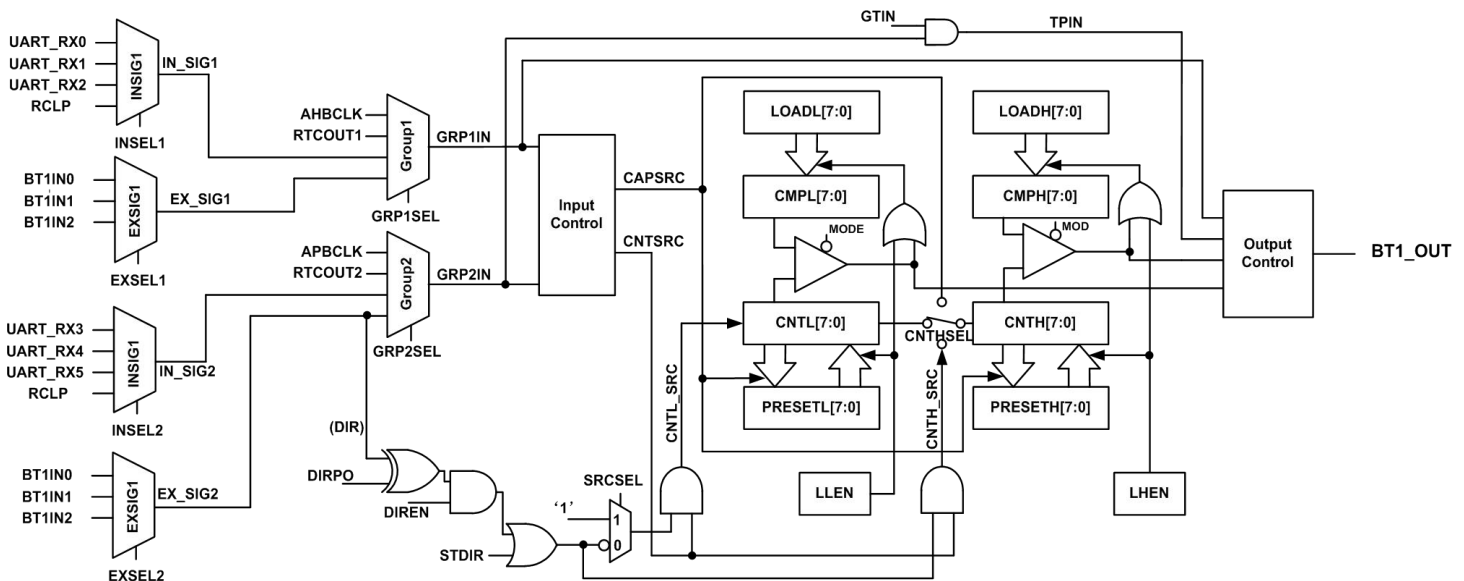 GTIN
TPIN
UART_RX0
UART_RX1
UART_RX2
RCLP
INSIG1
IN_SIG1
INSEL1
AHBCLK
RTCOUT1
Group1
GRP1IN
GRP1SEL
BT1IN0
BT1IN1
BT1IN2
EXSIG1
EX_SIG1
EXSEL1
APBCLK
RTCOUT2
Group2
GRP2IN
GRP2SEL
UART_RX3
UART_RX4
UART_RX5
RCLP
INSIG1
IN_SIG2
INSEL2
BT1IN0
BT1IN1
BT1IN2
EXSIG1
EX_SIG2
EXSEL2
Input
Control
CAPSRC
CNTSRC
LOADL[7:0]
LOADH[7:0]
CMPL[7:0]
CMPH[7:0]
MODE
MOD
CNTL[7:0]
CNTHSEL
CNTH[7:0]
PRESETL[7:0]
PRESETH[7:0]
CNTL_SRC
CNTH_SRC
LLEN
LHEN
Output
Control
BT1_OUT
(DIR)
DIRPO
DIREN
STDIR
SRCSEL
‘1’
1
0